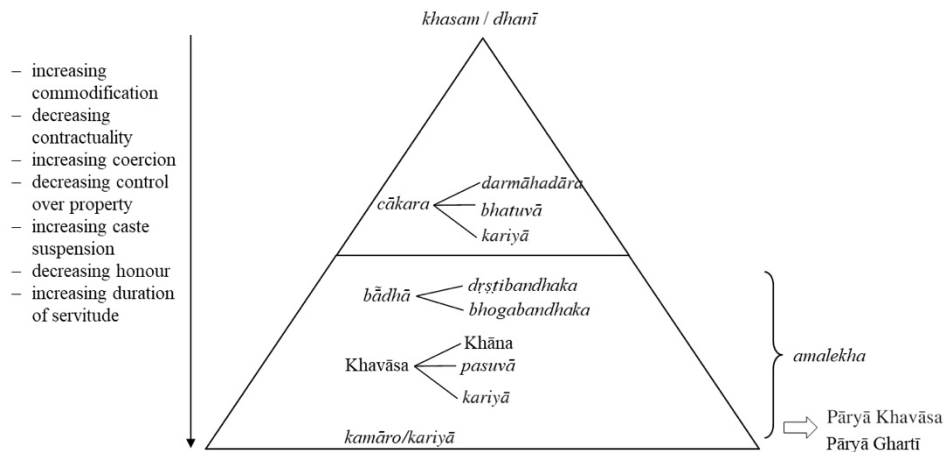 khasam / dhanī
– increasing
commodification
– decreasing
contractuality
– increasing coercion
– decreasing control
over property
– increasing caste
suspension
– decreasing honour
– increasing duration
of servitude
cākara
darmāhadāra
bhatuvā
kariyā
bā̃dhā
dṛṣṭibandhaka
bhogabandhaka
Khavāsa
Khāna
pasuvā
kariyā
kamāro/kariyā
amalekha
Pāryā Khavāsa
Pāryā Ghartī